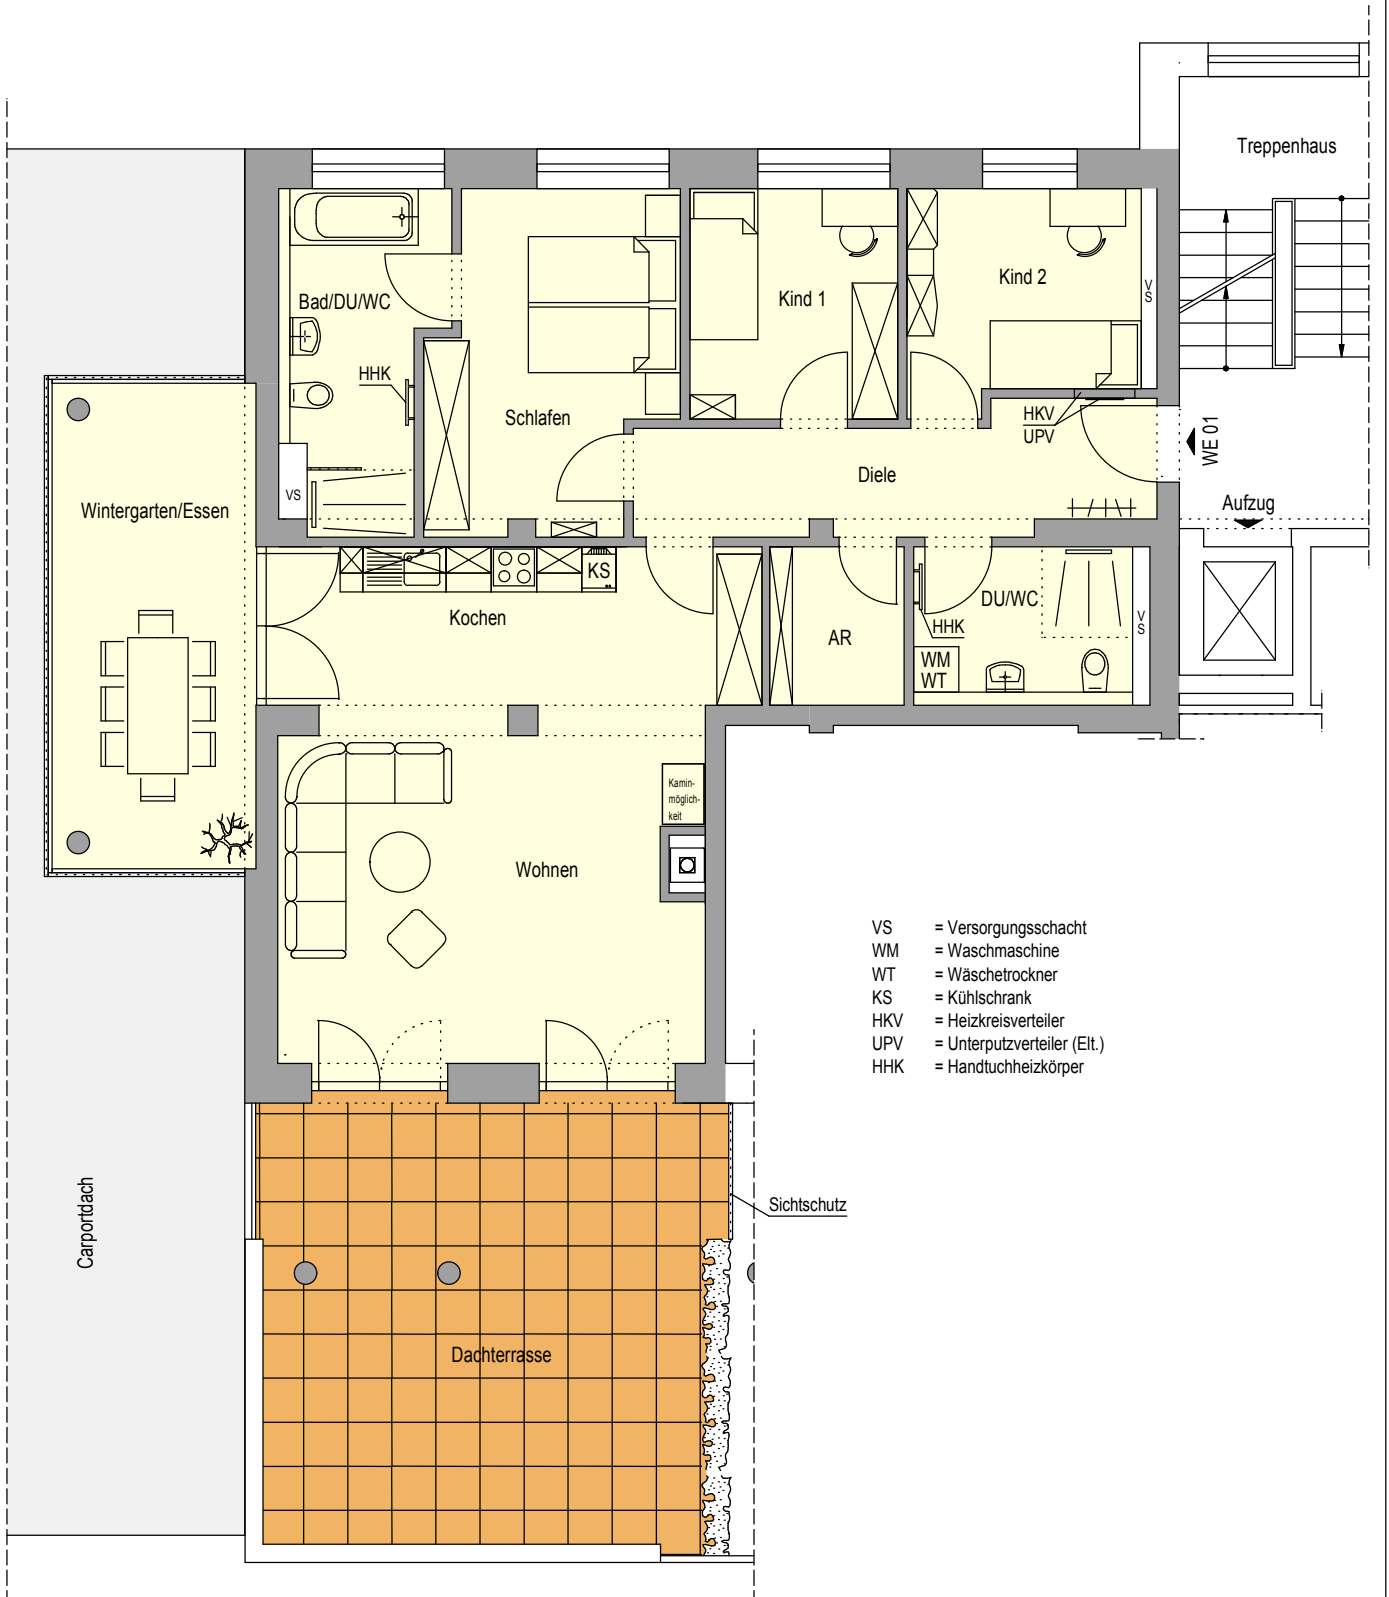 Treppenhaus
Bad/DU/WC
HHK
VS
Schlafen
Kind 1
Kind 2
VS
HKV
UPV
WE 01
Diele
Aufzug
Wintergarten/Essen
KS
Kochen
AR
DU/WC
HHK
WM
WT
VS
Kamin-
möglich-
keit
Wohnen
VS = Versorgungsschacht
WM = Waschmaschine
WT = Wäschetrockner
KS = Kühlschrank
HKV = Heizkreisverteiler
UPV = Unterputzverteiler (Elt.)
HHK = Handtuchheizkörper
Carportdach
Sichtschutz
Dachterrasse